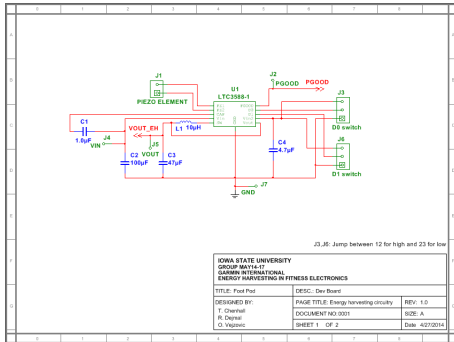 J1
PIEZO ELEMENT
U1
LTC3588-1
J2
PGOOD
PGOOD
J3
D0 switch
C1
1.0µF
J4
VIN
VOUT_EH
J5
VOUT
L1 10µH
C2
100µF
C3
47µF
C4
4.7µF
J6
D1 switch
J7
GND
J3,J6: Jump between 12 for high and 23 for low
IOWA STATE UNIVERSITY
GROUP MAY14-17
GARMIN INTERNATIONAL
ENERGY HARVESTING IN FITNESS ELECTRONICS
TITLE: Foot Pod
DESC.: Dev Board
DESIGNED BY:
T. Chenhall
O. Vejzovic
PAGE TITLE: Energy harvesting circuitry
REV: 1.0
DOCUMENT NO: 0001
SIZE: A
SHEET 1 OF 2
Date 4/27/2014